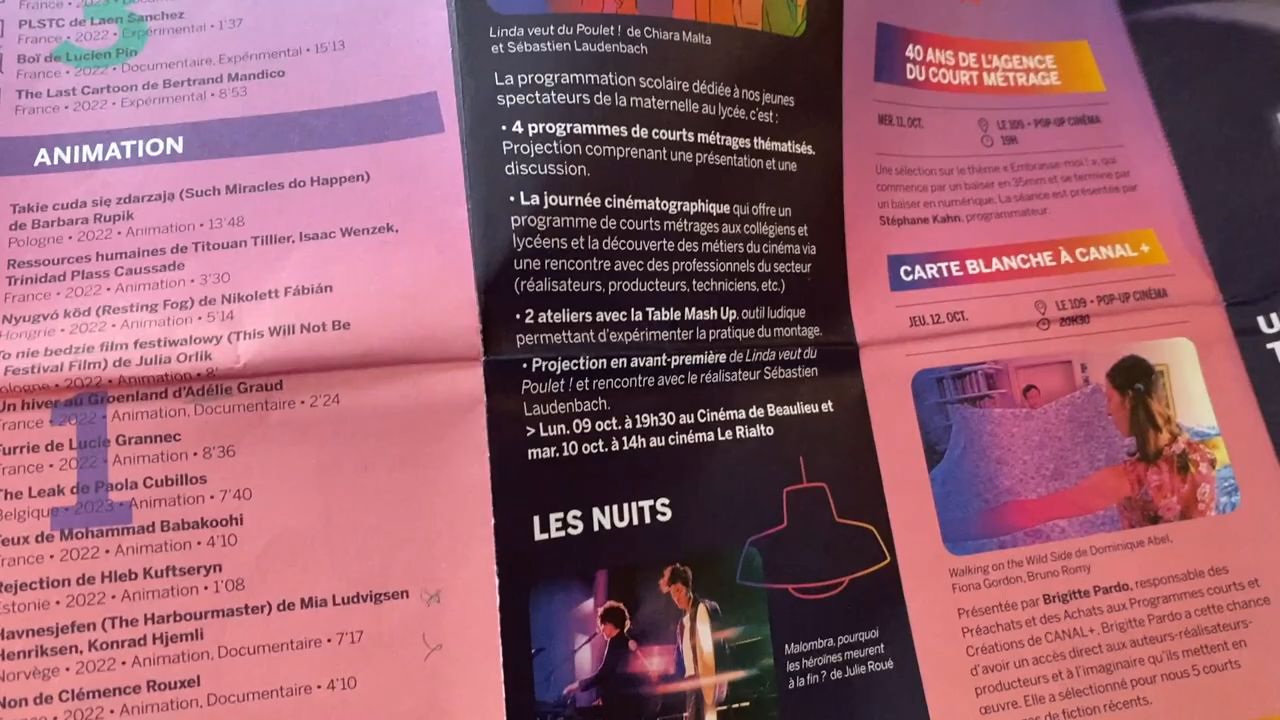 France • 2023 •
PLSTC de Laen Sanchez
France • 2022 • Expérimental • 1'37
Boï de Lucien Pin
France • 2022 • Documentaire, Expérimental • 15'13
The Last Cartoon de Bertrand Mandico
France • 2022 • Expérimental • 8'53
ANIMATION
Takie cuda się zdarzają (Such Miracles do Happen)
de Barbara Rupik
Pologne • 2022 • Animation • 13'48
Ressources humaines de Titouan Tillier, Isaac Wenzek,
Trinidad Plass Caussade
France • 2022 • Animation • 3'30
Nyugvó köd (Resting Fog) de Nikolett Fábián
Hongrie • 2022 • Animation • 5'14
To nie bedzie film festiwalowy (This Will Not Be
Festival Film) de Julia Orlik
ologne • 2022 • Animation • 8'
Un hiver au Groenland d'Adélie Graud
France • 2022 • Animation, Documentaire • 2'24
Furrie de Lucie Grannec
France • 2022 • Animation • 8'36
The Leak de Paola Cubillos
Belgique • 2023 • Animation • 7'40
eux de Mohammad Babakoohi
France • 2022 • Animation • 4'10
Rejection de Hleb Kuftseryn
Estonie • 2022 • Animation • 1'08
Havnesjefen (The Harbourmaster) de Mia Ludvigsen
Henriksen, Konrad Hjemli
Norvège • 2022 • Animation, Documentaire • 7'17
Non de Clémence Rouxel
• 2022 • Animation, Documentaire • 4'10
Linda veut du Poulet ! de Chiara Malta
et Sébastien Laudenbach
La programmation scolaire dédiée à nos jeunes
spectateurs de la maternelle au lycée, c'est :
• 4 programmes de courts métrages thématisés.
Projection comprenant une présentation et une
discussion.
• La journée cinématographique qui offre un
programme de courts métrages aux collégiens et
lycéens et la découverte des métiers du cinéma via
une rencontre avec des professionnels du secteur
(réalisateurs, producteurs, techniciens, etc.)
• 2 ateliers avec la Table Mash Up, outil ludique
permettant d'expérimenter la pratique du montage.
• Projection en avant-première de Linda veut du
Poulet ! et rencontre avec le réalisateur Sébastien
Laudenbach.
> Lun. 09 oct. à 19h30 au Cinéma de Beaulieu et
mar. 10 oct. à 14h au cinéma Le Rialto
LES NUITS
Malombra, pourquoi
les héroïnes meurent
à la fin ? de Julie Roué
40 ANS DE L'AGENCE
DU COURT MÉTRAGE
MER. 11. OCT.
LE 109 • POP-UP CINÉMA
19H
Une sélection sur le thème « Embrasse-moi ! », qui
commence par un baiser en 35mm et se termine par
un baiser en numérique. La séance est présentée par
Stéphane Kahn, programmateur.
CARTE BLANCHE À CANAL +
JEU. 12. OCT.
LE 109 • POP-UP CINÉMA
20H30
Walking on the Wild Side de Dominique Abel,
Fiona Gordon, Bruno Romy
Présentée par Brigitte Pardo, responsable des
Préachats et des Achats aux Programmes courts et
Créations de CANAL+. Brigitte Pardo a cette chance
d'avoir un accès direct aux auteurs-réalisateurs-
producteurs et à l'imaginaire qu'ils mettent en
œuvre. Elle a sélectionné pour nous 5 courts
de fiction récents.